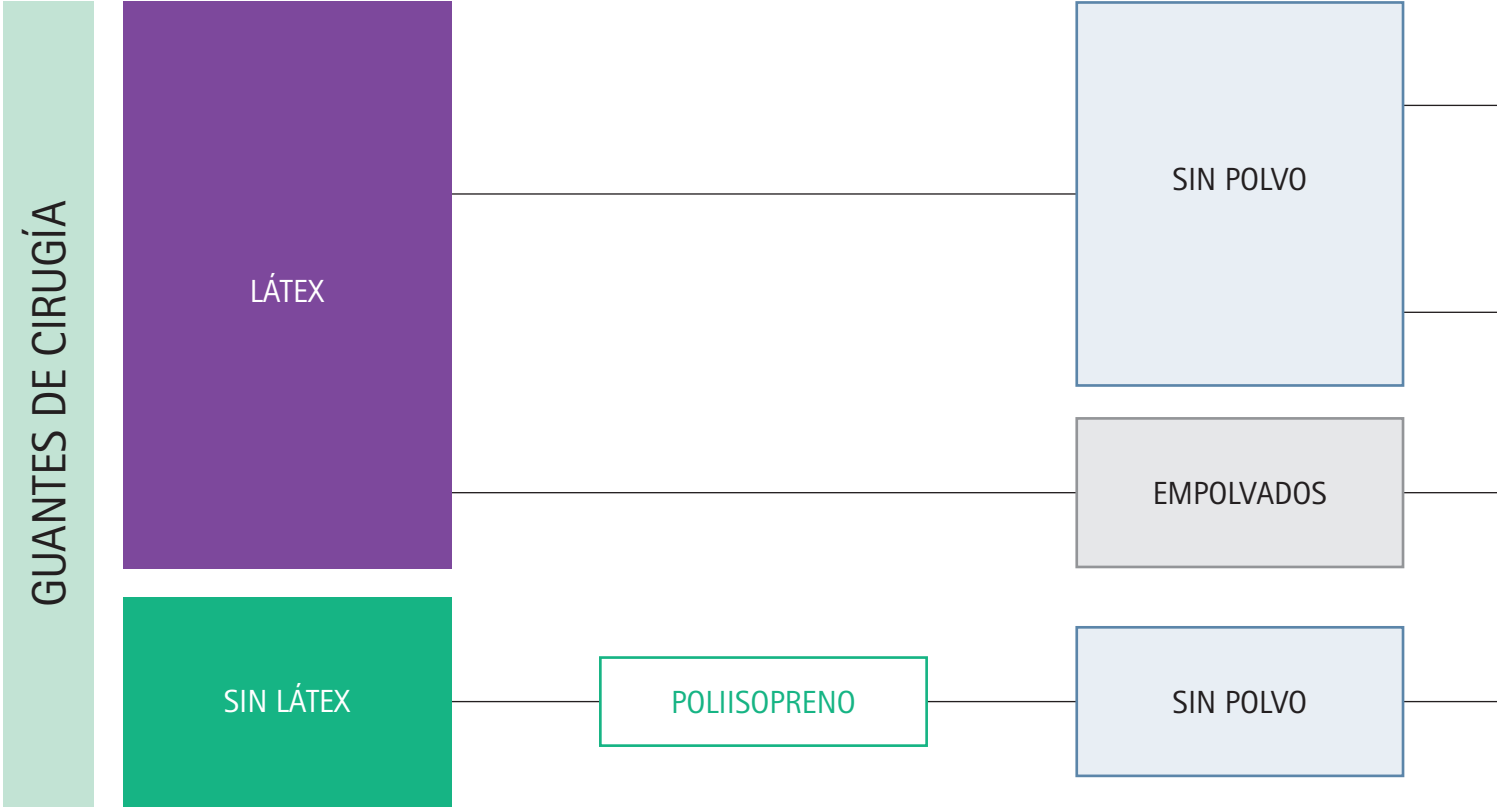 GUANTES DE CIRUGÍA
LÁTEX
SIN POLVO
EMPOLVADOS
SIN LÁTEX
POLIISOPRENO
SIN POLVO